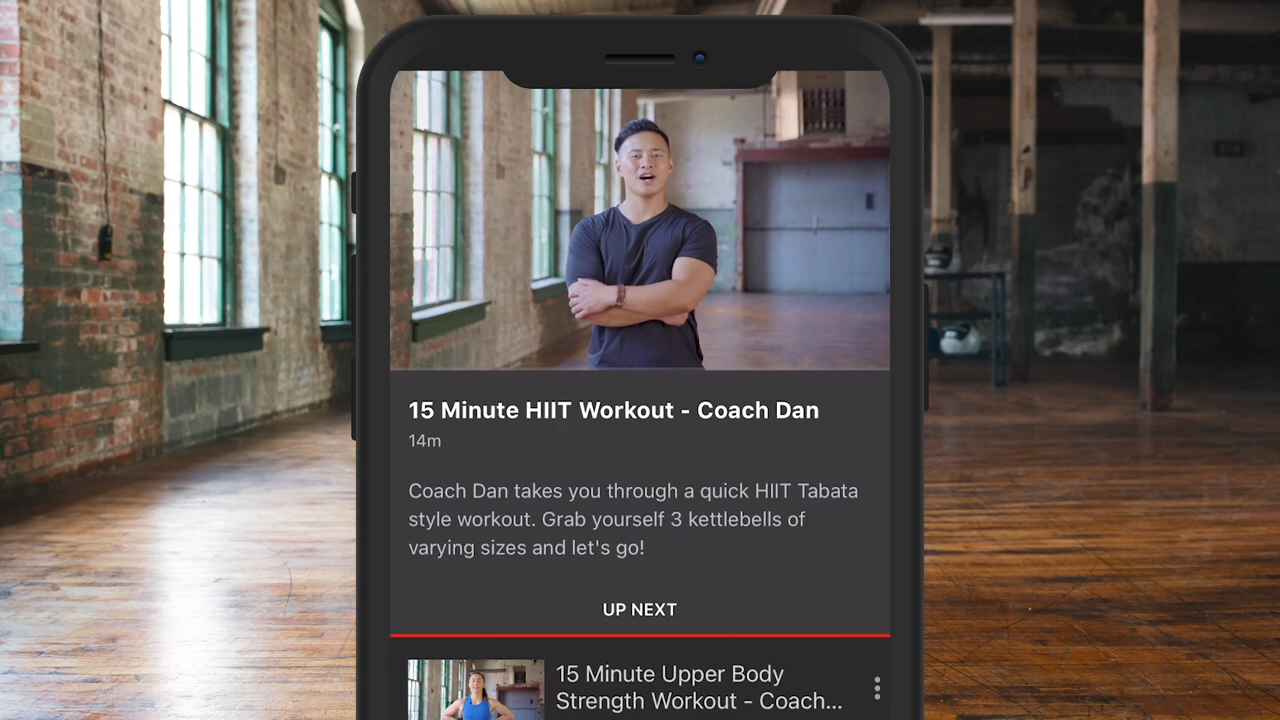 15 Minute HIIT Workout - Coach Dan
14m
Coach Dan takes you through a quick HIIT Tabata
style workout. Grab yourself 3 kettlebells of
varying sizes and let's go!
UP NEXT
15 Minute Upper Body
Strength Workout - Coach...